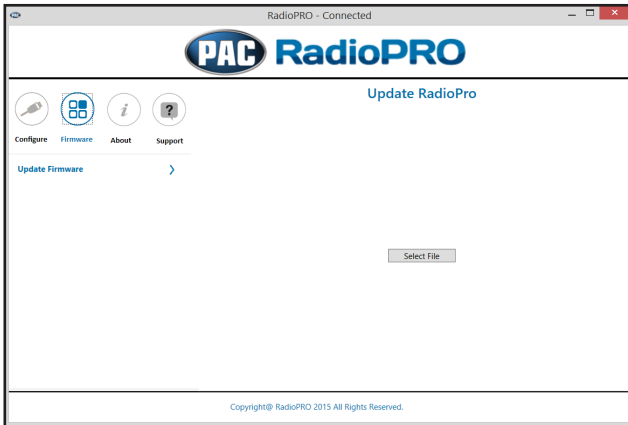 RadioPRO - Connected
PAC RadioPRO
Update RadioPro
Configure Firmware About Support
Update Firmware
Select File
Copyright@ RadioPRO 2015 All Rights Reserved.